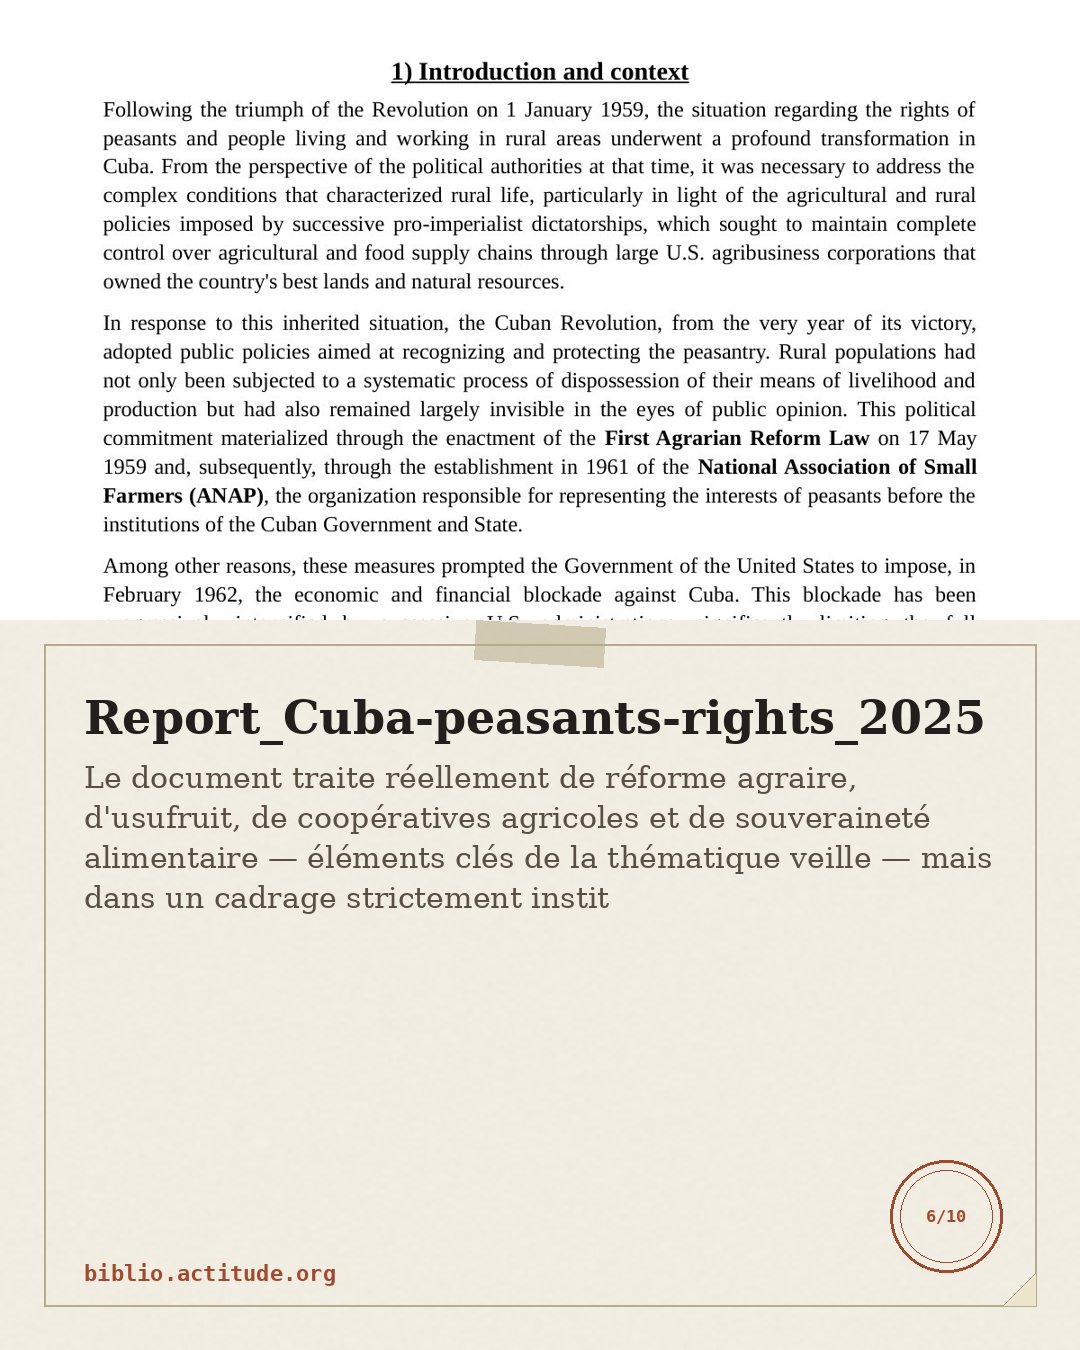 1) Introduction and context
Following the triumph of the Revolution on 1 January 1959, the situation regarding the rights of
peasants and people living and working in rural areas underwent a profound transformation in
Cuba. From the perspective of the political authorities at that time, it was necessary to address the
complex conditions that characterized rural life, particularly in light of the agricultural and rural
policies imposed by successive pro-imperialist dictatorships, which sought to maintain complete
control over agricultural and food supply chains through large U.S. agribusiness corporations that
owned the country's best lands and natural resources.
In response to this inherited situation, the Cuban Revolution, from the very year of its victory,
adopted public policies aimed at recognizing and protecting the peasantry. Rural populations had
not only been subjected to a systematic process of dispossession of their means of livelihood and
production but had also remained largely invisible in the eyes of public opinion. This political
commitment materialized through the enactment of the First Agrarian Reform Law on 17 May
1959 and, subsequently, through the establishment in 1961 of the National Association of Small
Farmers (ANAP), the organization responsible for representing the interests of peasants before the
institutions of the Cuban Government and State.
Among other reasons, these measures prompted the Government of the United States to impose, in
February 1962, the economic and financial blockade against Cuba. This blockade has been
Report_Cuba-peasants-rights_2025
Le document traite réellement de réforme agraire,
d'usufruit, de coopératives agricoles et de souveraineté
alimentaire — éléments clés de la thématique veille — mais
dans un cadrage strictement instit
6/10
biblio.actitude.org